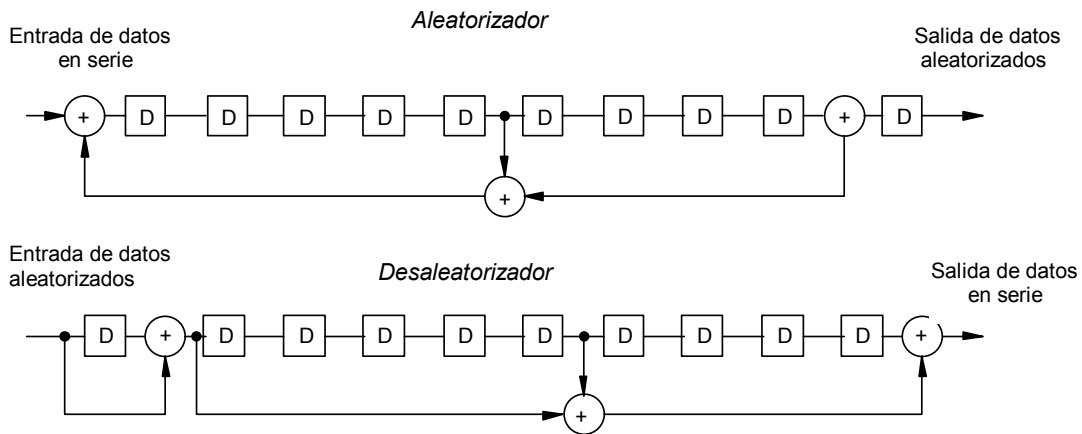 Aleatorizador
Entrada de datos
en serie
Salida de datos
aleatorizados
+ D D D D D D D D D + D
+
Entrada de datos
aleatorizados
Desaleatorizador
Salida de datos
en serie
D + D D D D D D D D D +
+